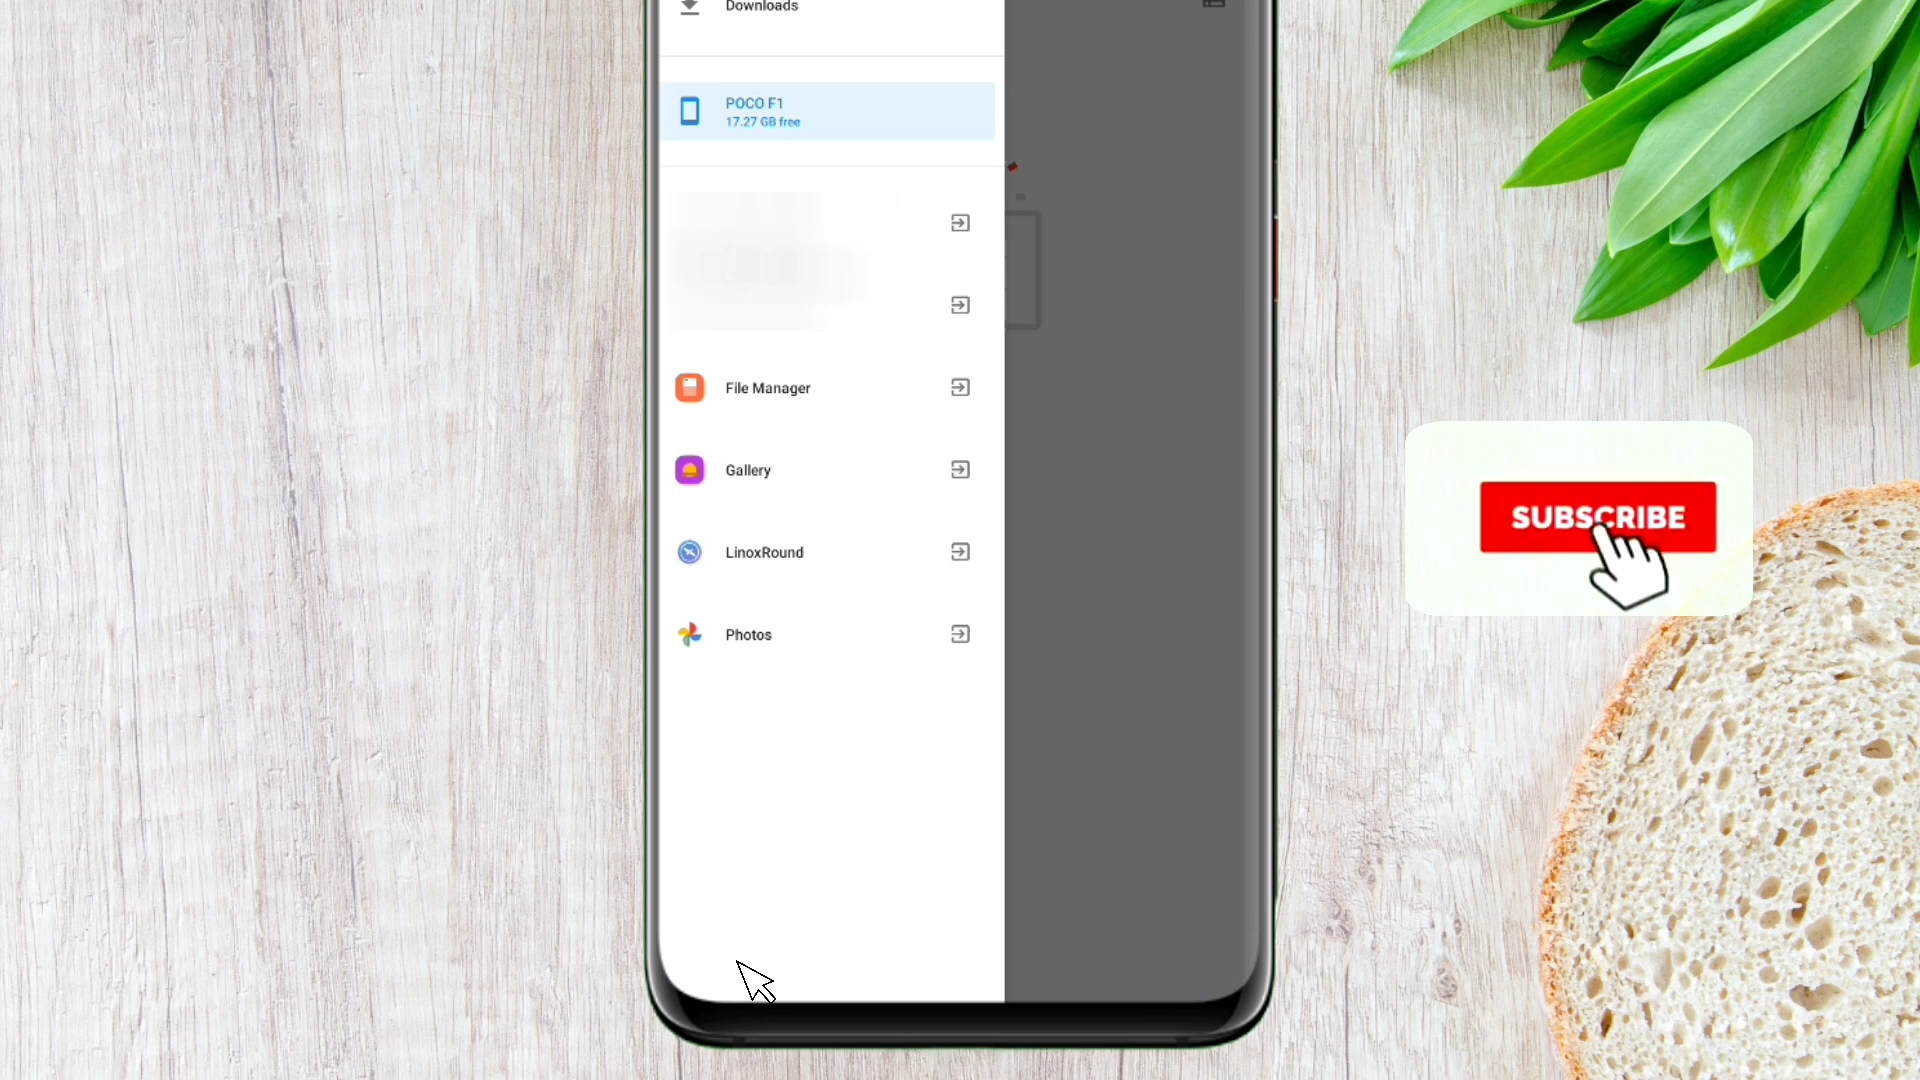 Downloads
POCO F1
17.27 GB free
File Manager
Gallery
LinoxRound
Photos
SUBSCRIBE